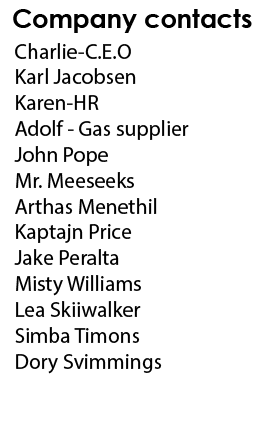 Company contacts
Charlie-C.E.O
Karl Jacobsen
Karen-HR
Adolf - Gas supplier
John Pope
Mr. Meeseeks
Arthas Menethil
Kaptajn Price
Jake Peralta
Misty Williams
Lea Skiiwalker
Simba Timons
Dory Svimmings